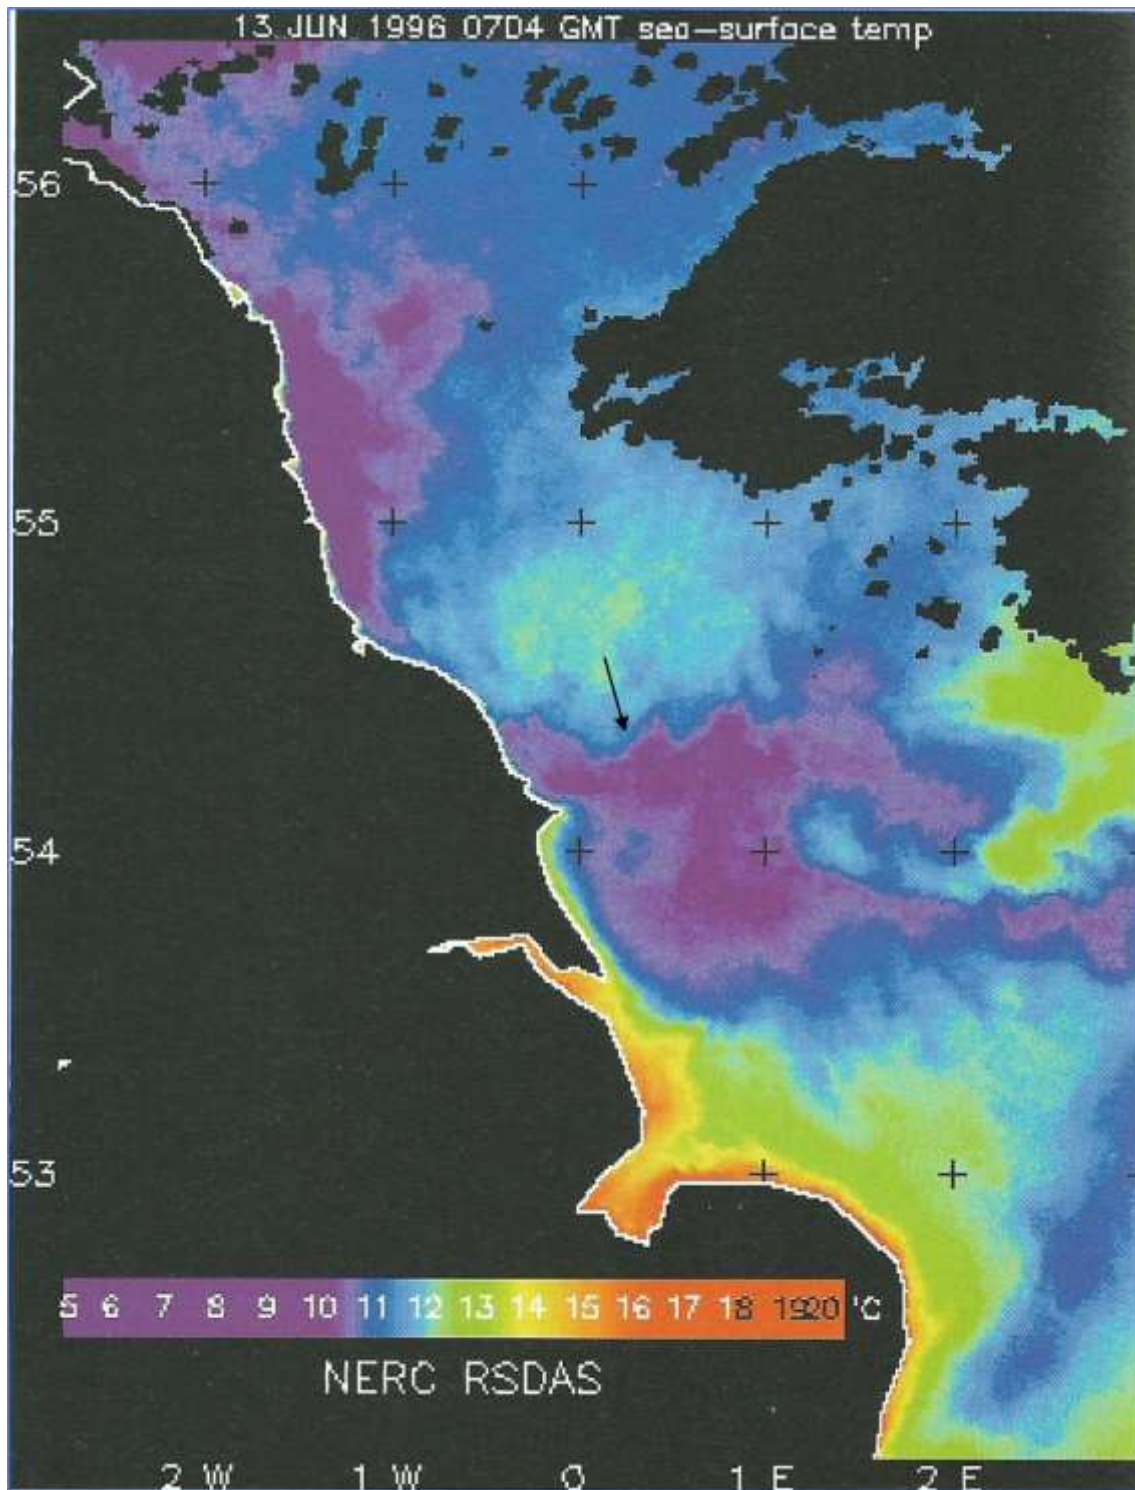 13 JUN 1996 0704 GMT sea-surface temp
56
55
54
53
5 6 7 8 9 10 11 12 13 14 15 16 17 18 19 20 °C
NERC RSDAS
2 W 1 W 0 1 E 2 E